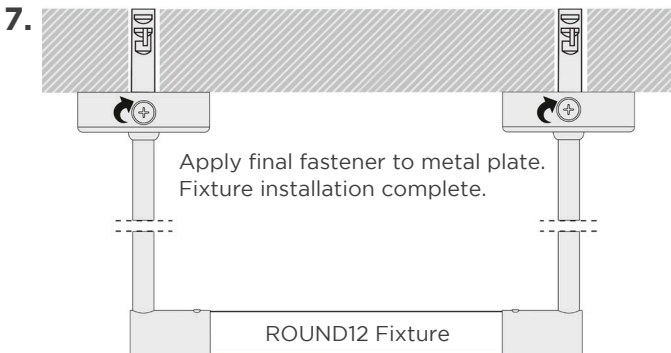 7.
Apply final fastener to metal plate.
Fixture installation complete.
ROUND12 Fixture